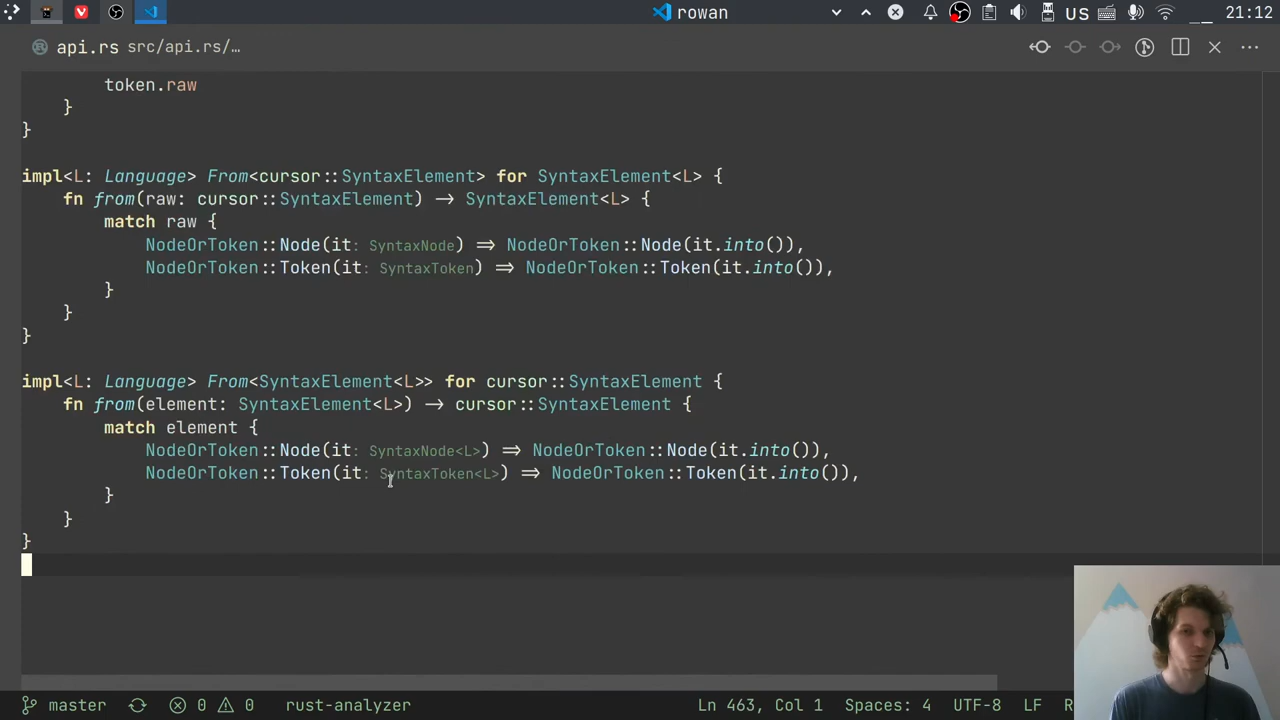 rowan
US
21:12
api.rs src/api.rs/…
token.raw
}
}
impl<L: Language> From<cursor::SyntaxElement> for SyntaxElement<L> {
fn from(raw: cursor::SyntaxElement) → SyntaxElement<L> {
match raw {
NodeOrToken::Node(it: SyntaxNode) ⇒ NodeOrToken::Node(it.into()),
NodeOrToken::Token(it: SyntaxToken) ⇒ NodeOrToken::Token(it.into()),
}
}
}
impl<L: Language> From<SyntaxElement<L>> for cursor::SyntaxElement {
fn from(element: SyntaxElement<L>) → cursor::SyntaxElement {
match element {
NodeOrToken::Node(it: SyntaxNode<L>) ⇒ NodeOrToken::Node(it.into()),
NodeOrToken::Token(it: SyntaxToken<L>) ⇒ NodeOrToken::Token(it.into()),
}
}
}
master 0 0 rust-analyzer Ln 463, Col 1 Spaces: 4 UTF-8 LF